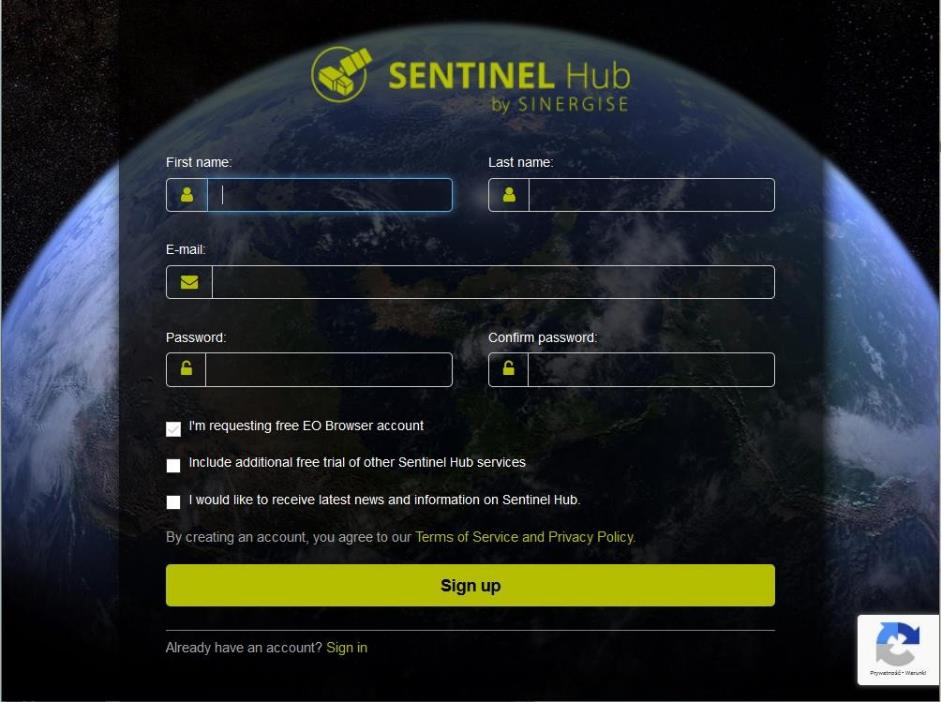 SENTINEL Hub
by SINERGISE
First name:
Last name:
E-mail:
Password:
Confirm password:
I'm requesting free EO Browser account
Include additional free trial of other Sentinel Hub services
I would like to receive latest news and information on Sentinel Hub.
By creating an account, you agree to our Terms of Service and Privacy Policy.
Sign up
Already have an account? Sign in
Prywatność - Warunki